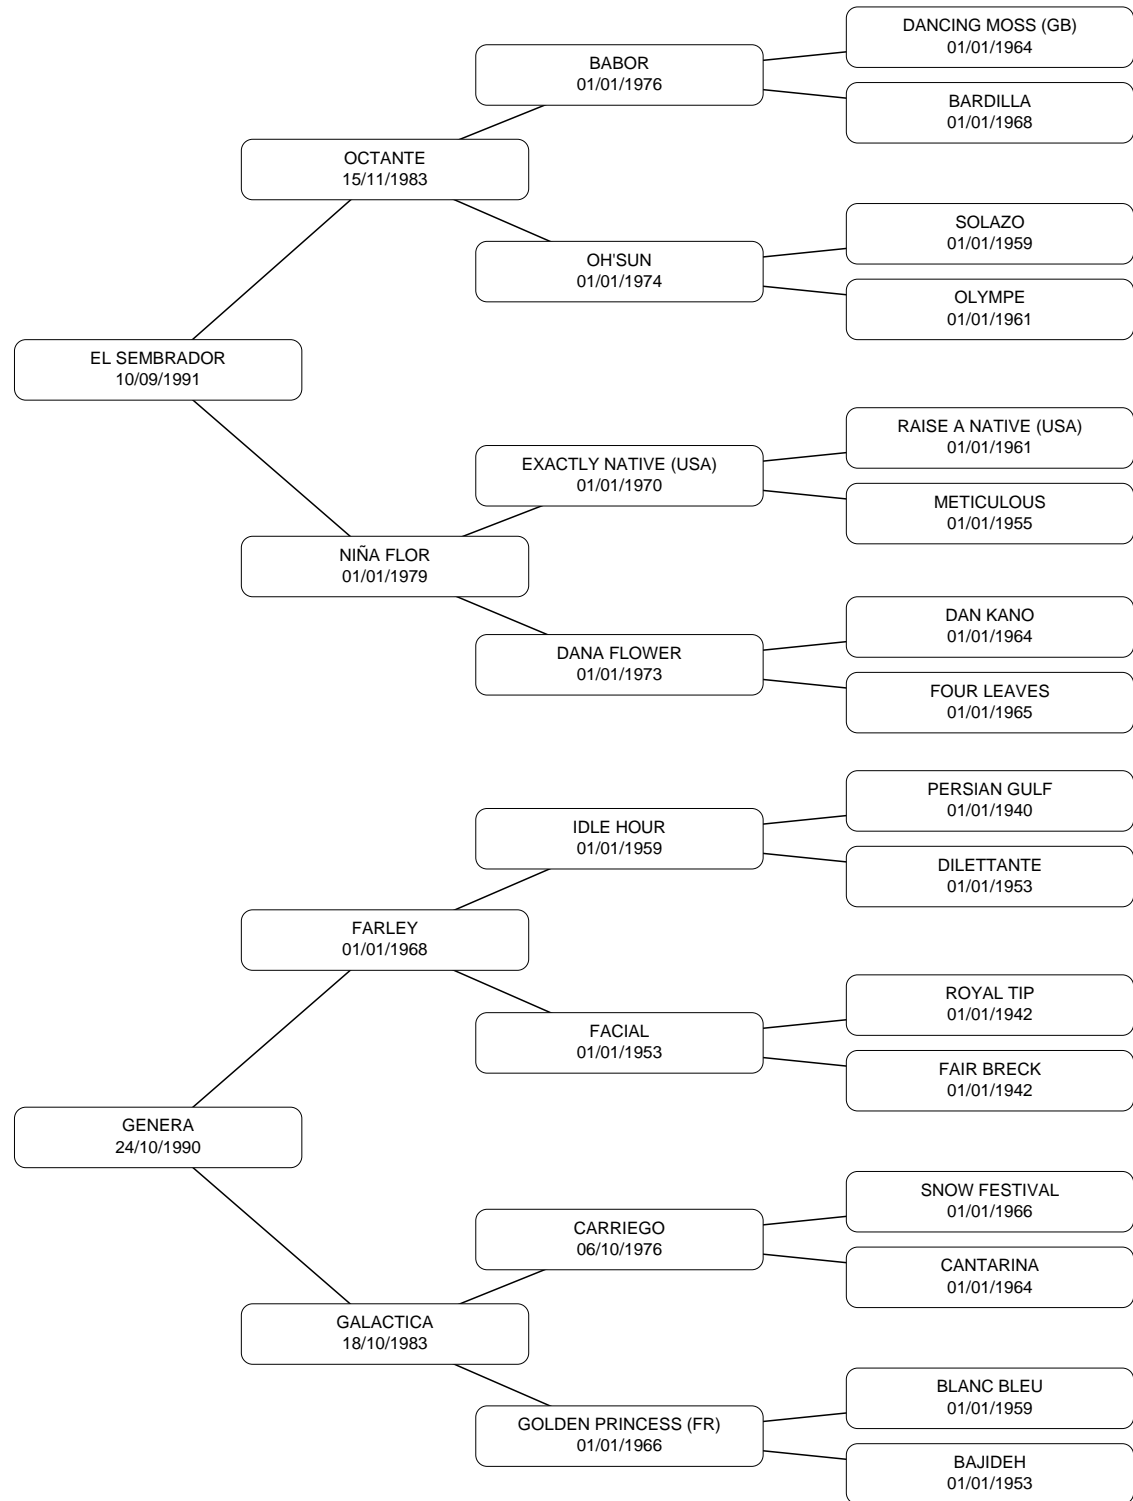 DANCING MOSS (GB)
01/01/1964
BABOR
01/01/1976
BARDILLA
01/01/1968
OCTANTE
15/11/1983
SOLAZO
01/01/1959
OH'SUN
01/01/1974
OLYMPE
01/01/1961
EL SEMBRADOR
10/09/1991
RAISE A NATIVE (USA)
01/01/1961
EXACTLY NATIVE (USA)
01/01/1970
METICULOUS
01/01/1955
NIÑA FLOR
01/01/1979
DAN KANO
01/01/1964
DANA FLOWER
01/01/1973
FOUR LEAVES
01/01/1965
PERSIAN GULF
01/01/1940
IDLE HOUR
01/01/1959
DILETTANTE
01/01/1953
FARLEY
01/01/1968
ROYAL TIP
01/01/1942
FACIAL
01/01/1953
FAIR BRECK
01/01/1942
GENERA
24/10/1990
SNOW FESTIVAL
01/01/1966
CARRIEGO
06/10/1976
CANTARINA
01/01/1964
GALACTICA
18/10/1983
BLANC BLEU
01/01/1959
GOLDEN PRINCESS (FR)
01/01/1966
BAJIDEH
01/01/1953